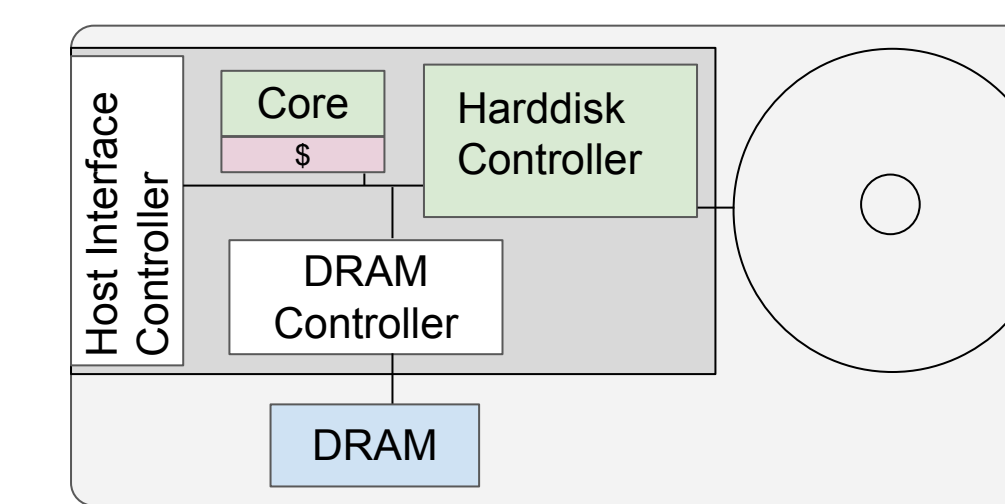 Host Interface
Controller
Core
$
Harddisk
Controller
DRAM
Controller
DRAM